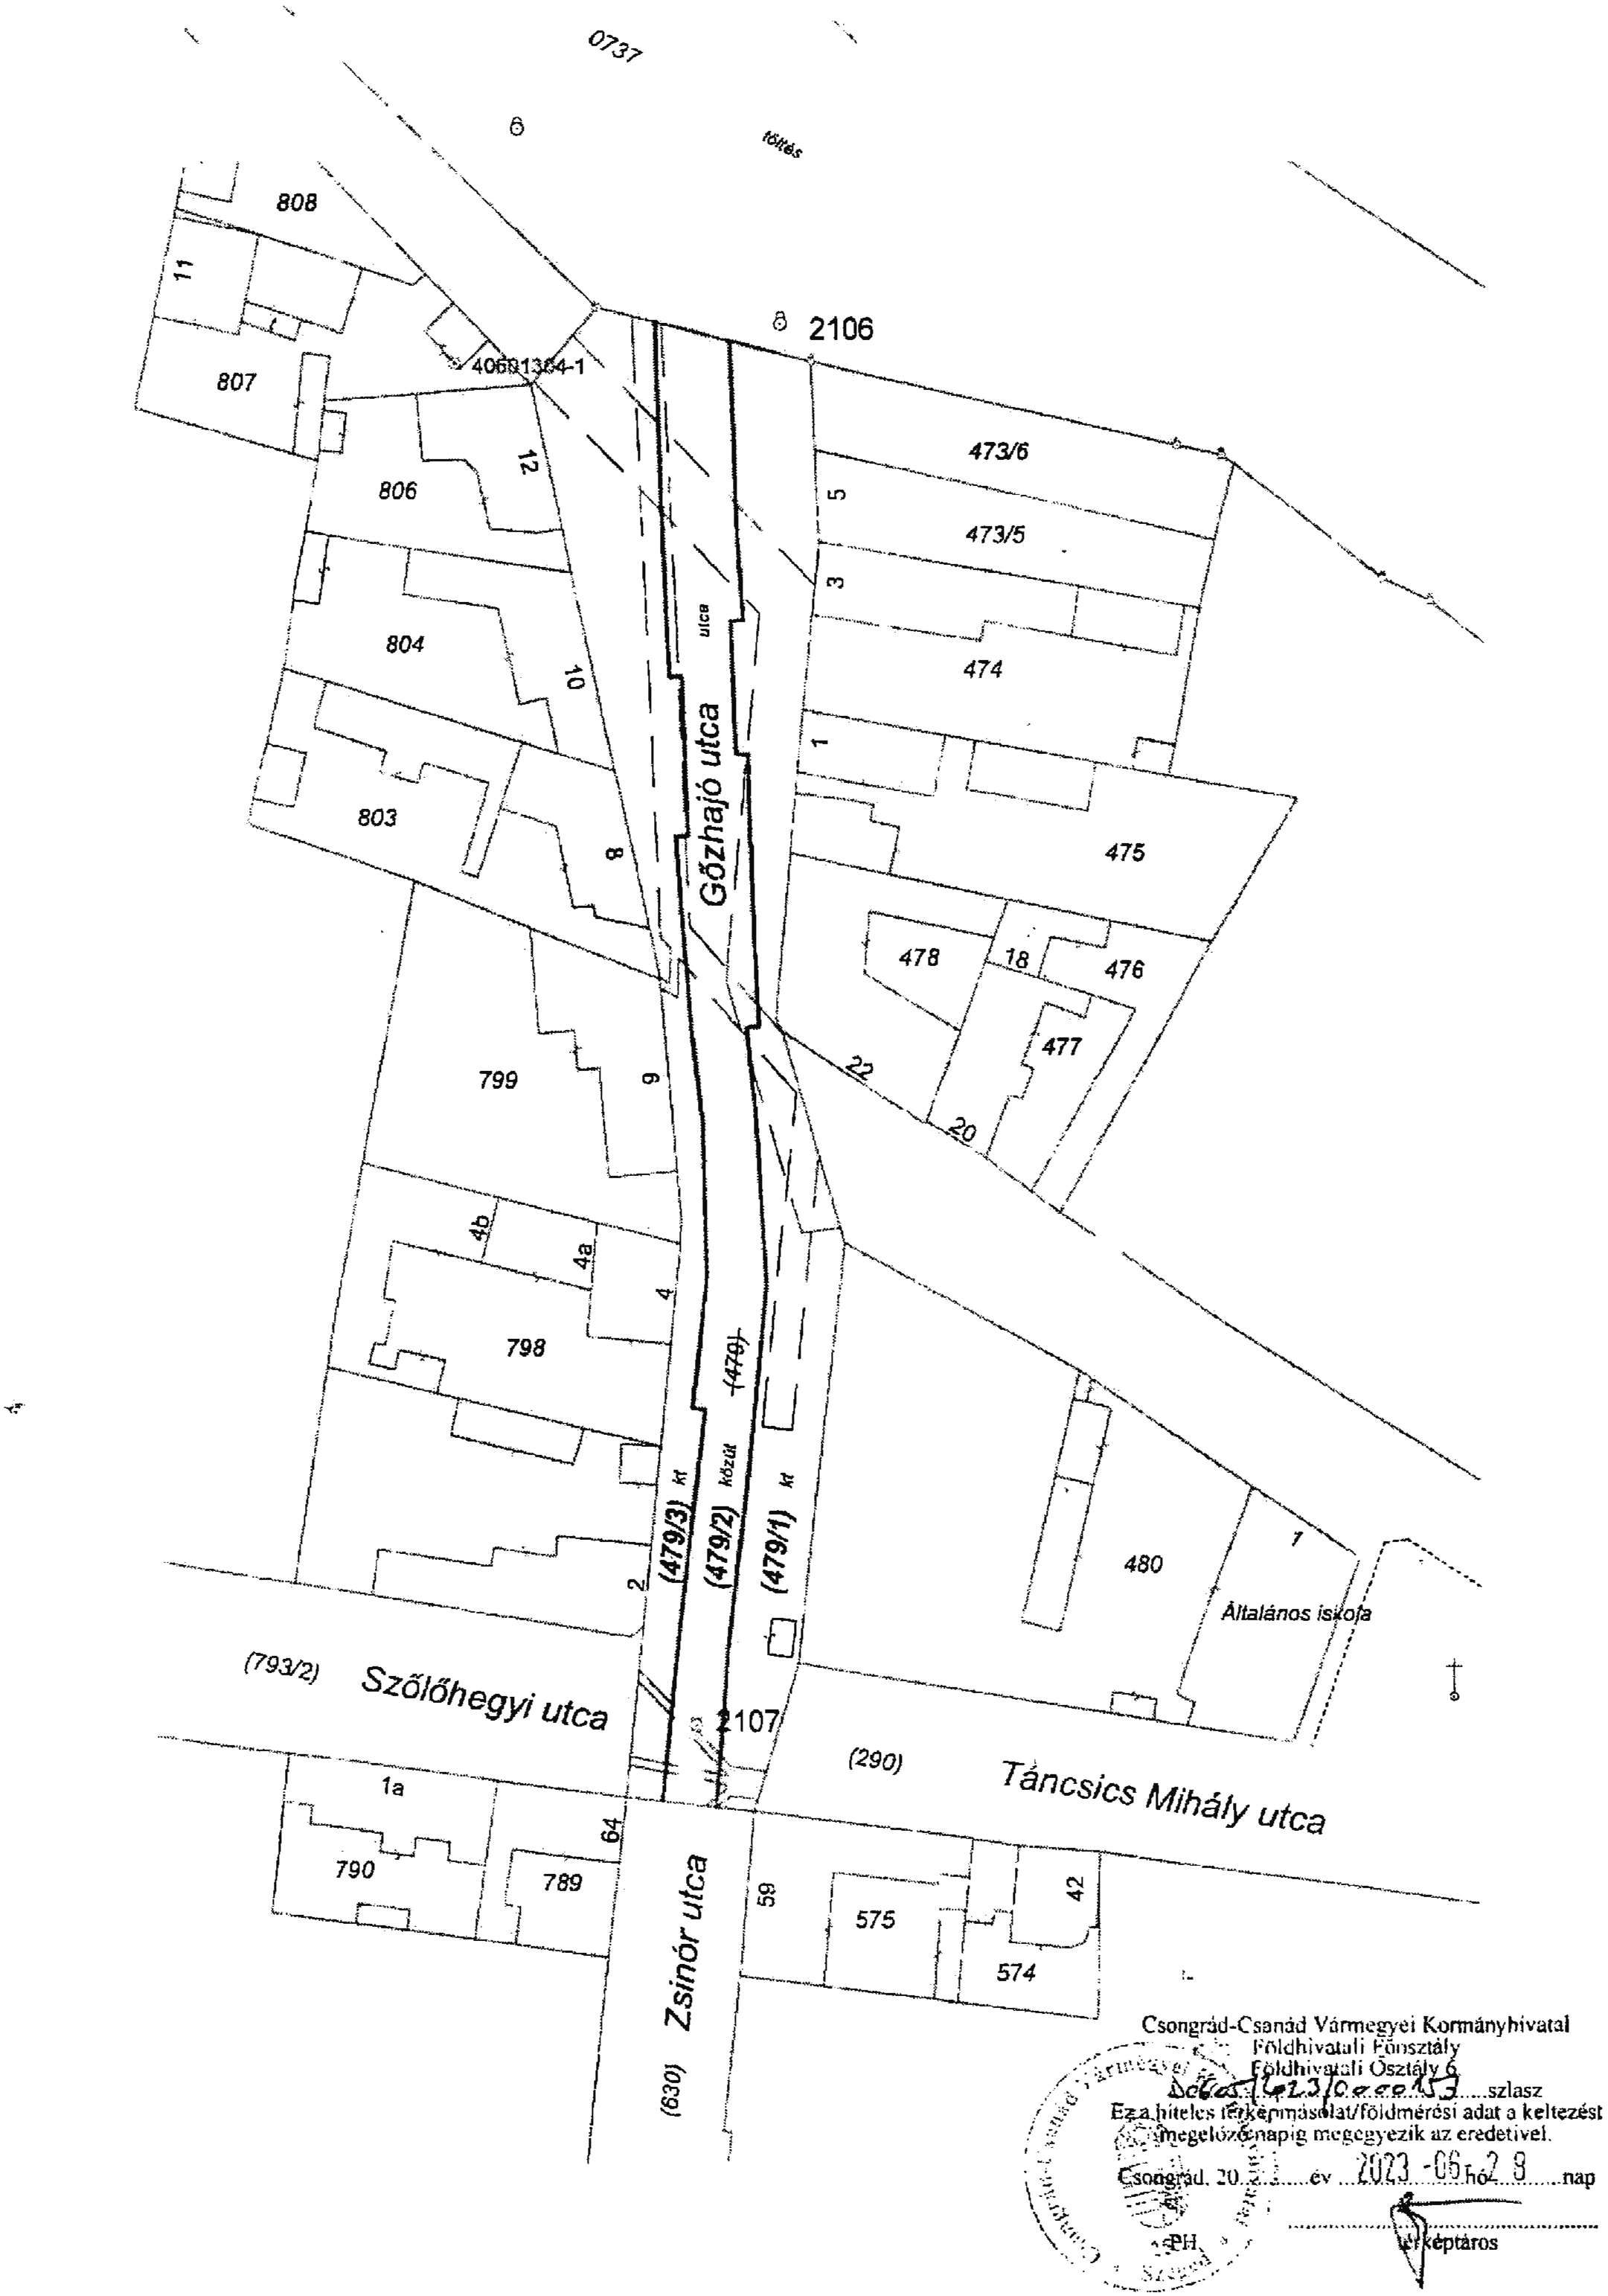 0737
töltés
808
11
2106
40601304-1
807
473/6
12
5
806
473/5
3
utca
804
474
10
Gőzhajó utca
1
803
8
475
478
18
476
477
799
9
22
20
4b
4a
4
798
(479)
(479/3) kt
(479/2) közút
(479/1) kt
480
1
2
Általános iskola
(793/2)
Szőlőhegyi utca
2107
(290)
Táncsics Mihály utca
1a
64
790
789
Zsinór utca
59
42
575
574
(630)
Csongrád-Csanád Vármegyei Kormányhivatal
Földhivatali Főosztály
Földhivatali Osztály 6
szlasz
Ez a hiteles térképmásolat/földmérési adat a keltezést
megelőző napig megegyezik az eredetivel.
Csongrád, 20 év 2023 -06- hó 28 nap
PH
térképtáros